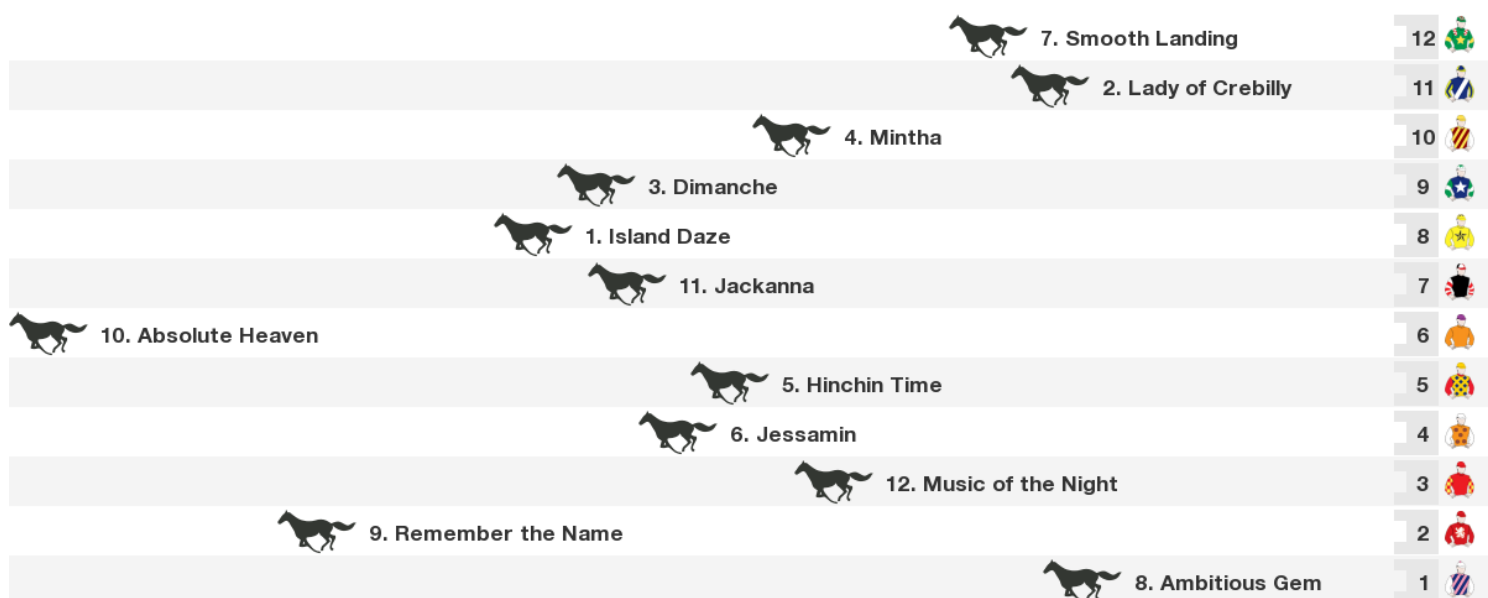 7. Smooth Landing 12
2. Lady of Crebilly 11
4. Mintha 10
3. Dimanche 9
1. Island Daze 8
11. Jackanna 7
10. Absolute Heaven 6
5. Hinchin Time 5
6. Jessamin 4
12. Music of the Night 3
9. Remember the Name 2
8. Ambitious Gem 1